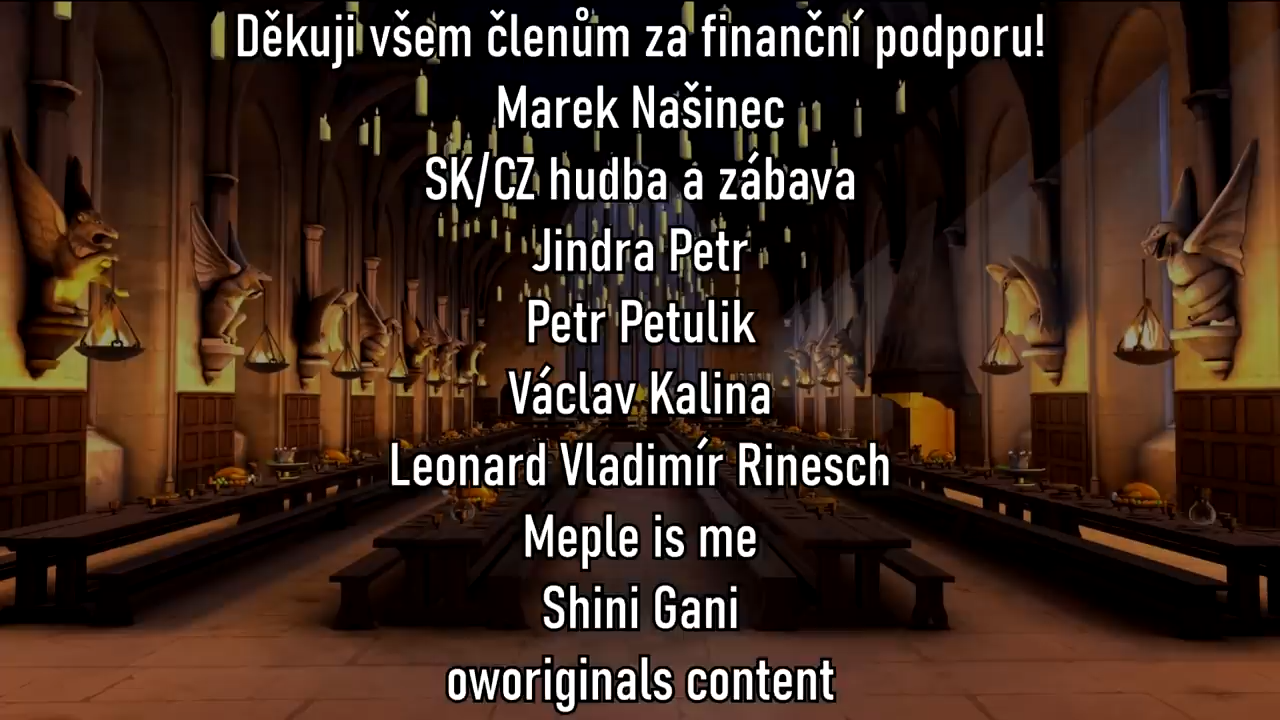 Děkuji všem členům za finanční podporu!
Marek Našinec
SK/CZ hudba a zábava
Jindra Petr
Petr Petulik
Václav Kalina
Leonard Vladimír Rinesch
Meple is me
Shini Gani
oworiginals content